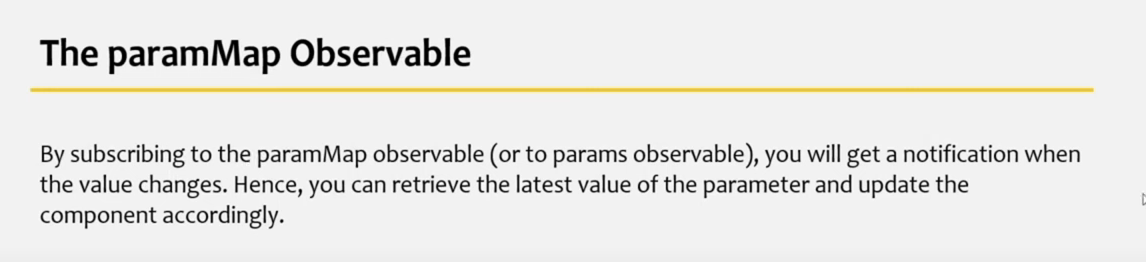 The paramMap Observable
By subscribing to the paramMap observable (or to params observable), you will get a notification when
the value changes. Hence, you can retrieve the latest value of the parameter and update the
component accordingly.